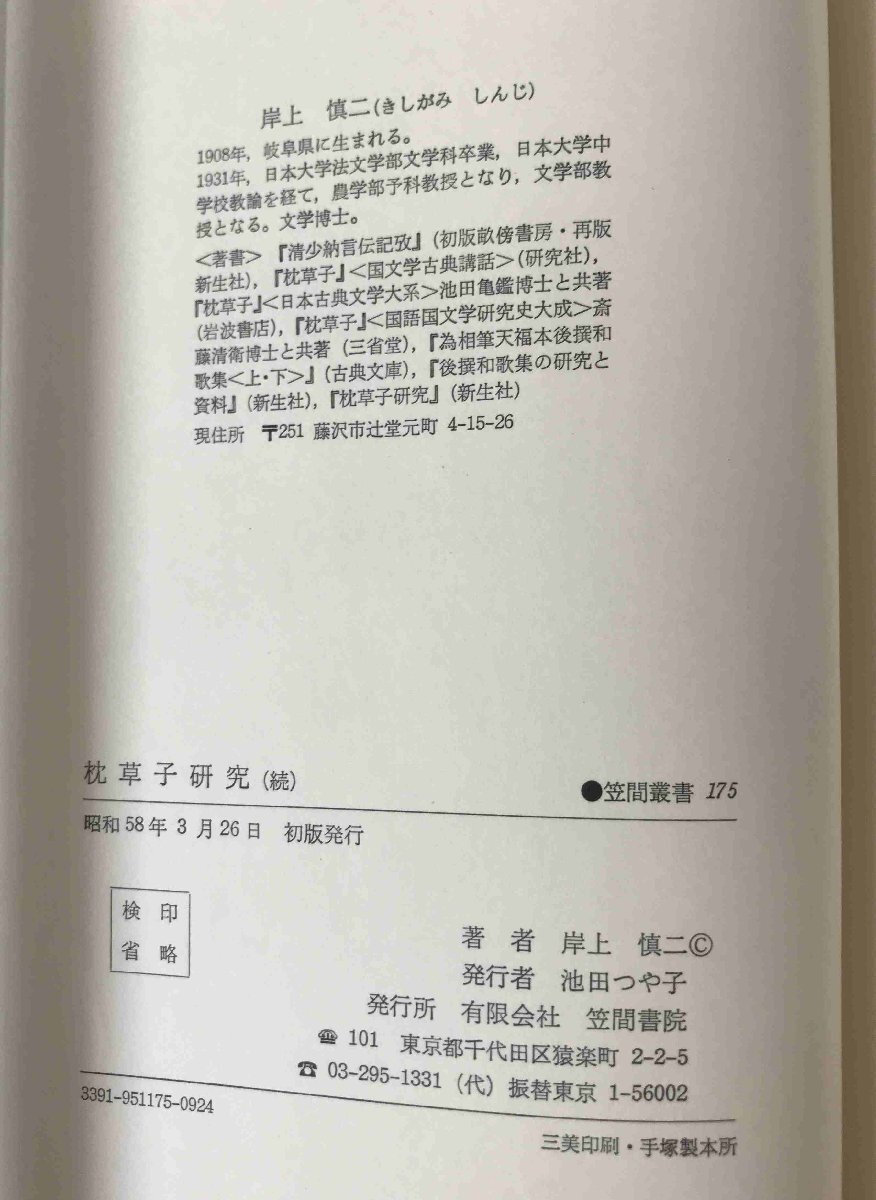 岸上　慎二(きしがみ　しんじ)
1908年，岐阜県に生まれる。
1931年，日本大学法文学部文学科卒業，日本大学中
学校教諭を経て，農学部予科教授となり，文学部教
授となる。文学博士。
＜著書＞『清少納言伝記攷』(初版畝傍書房・再版
新生社)，『枕草子』＜国文学古典講話＞(研究社)，
『枕草子』＜日本古典文学大系＞池田亀鑑博士と共著
(岩波書店)，『枕草子』＜国語国文学研究史大成＞斎
藤清衛博士と共著 (三省堂)，『為相筆天福本後撰和
歌集＜上・下＞』(古典文庫)，『後撰和歌集の研究と
資料』(新生社)，『枕草子研究』(新生社)
現住所　〒251 藤沢市辻堂元町 4-15-26
枕草子研究(続)　●笠間叢書 175
昭和58年3月26日　初版発行
検印
省略
著　者　岸上　慎二©
発行者　池田つや子
発行所　有限会社　笠間書院
101　東京都千代田区猿楽町 2-2-5
☎ 03-295-1331 (代) 振替東京 1-56002
3391-951175-0924
三美印刷・手塚製本所